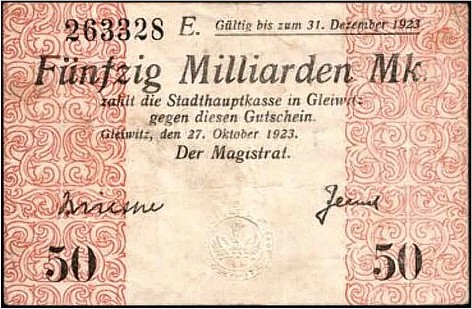 263328 E. Gültig bis zum 31. Dezember 1923
Fünfzig Milliarden Mk.
zahlt die Stadthauptkasse in Gleiwitz
gegen diesen Gutschein.
Gleiwitz, den 27. Oktober 1923.
Der Magistrat.
50 50